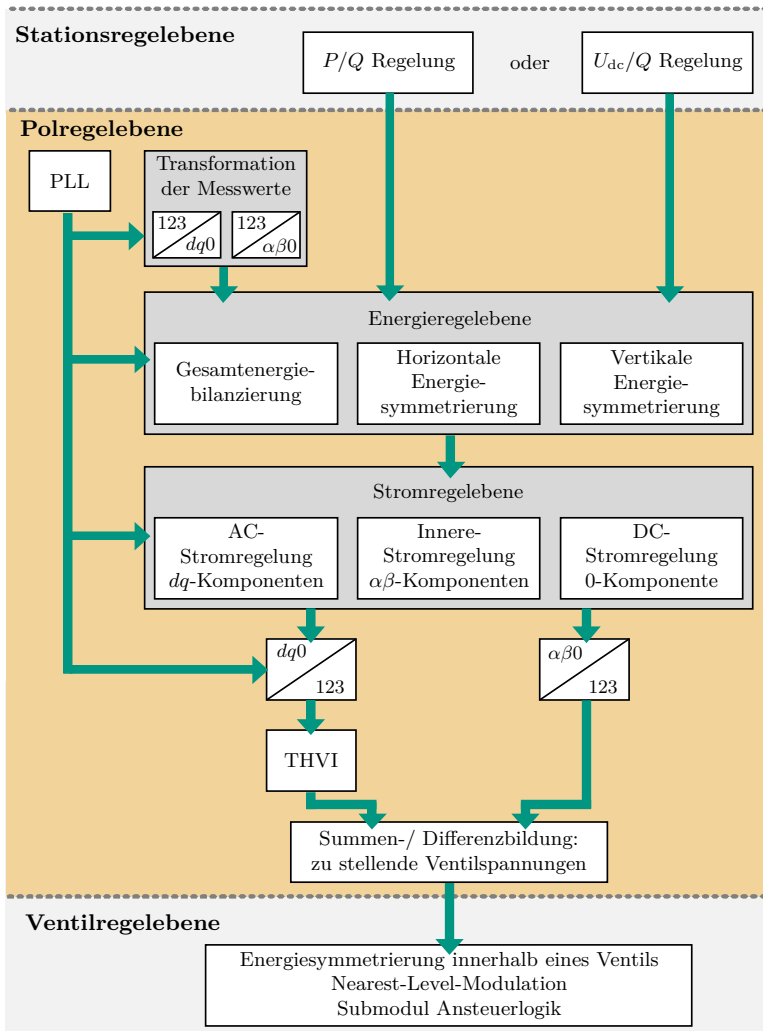 Stationsregelebene
P/Q Regelung
oder
U_dc/Q Regelung
Polregelebene
PLL
Transformation
der Messwerte
123
dq0
123
αβ0
Energieregelebene
Gesamtenergie-
bilanzierung
Horizontale
Energie-
symmetrierung
Vertikale
Energie-
symmetrierung
Stromregelebene
AC-
Stromregelung
dq-Komponenten
Innere-
Stromregelung
αβ-Komponenten
DC-
Stromregelung
0-Komponente
dq0
123
αβ0
123
THVI
Summen-/ Differenzbildung:
zu stellende Ventilspannungen
Ventilregelebene
Energiesymmetrierung innerhalb eines Ventils
Nearest-Level-Modulation
Submodul Ansteuerlogik